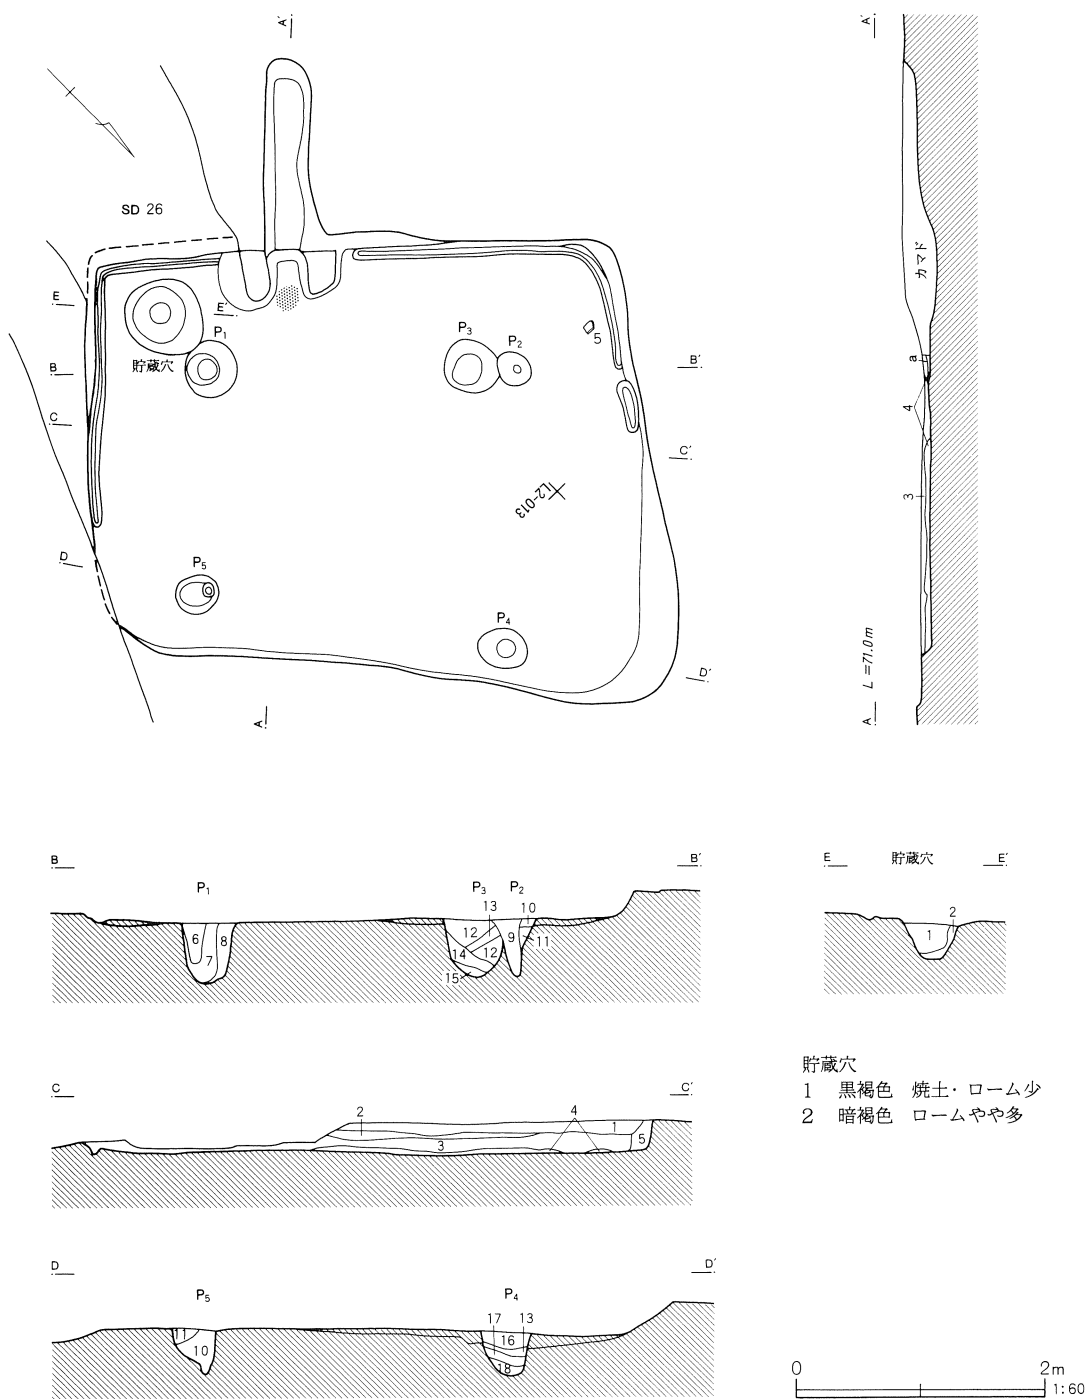 A A′
A′
SD 26
カマド
E E′
P₁
P₃
P₂
5
貯蔵穴
B B′
a
C C′
4
L2-013
3
D D′
P₅
P₄
A
L=71.0m
A
B B′
E 貯蔵穴 E′
P₁ P₃ P₂
13 10
6 8 12 9 11
7 14 12
15
2
1
C C′
2 4
1
3 5
貯蔵穴
1 黒褐色 焼土・ローム少
2 暗褐色 ロームやや多
D D′
P₅ P₄
17 13
11 16
10 18
0 2m
1:60